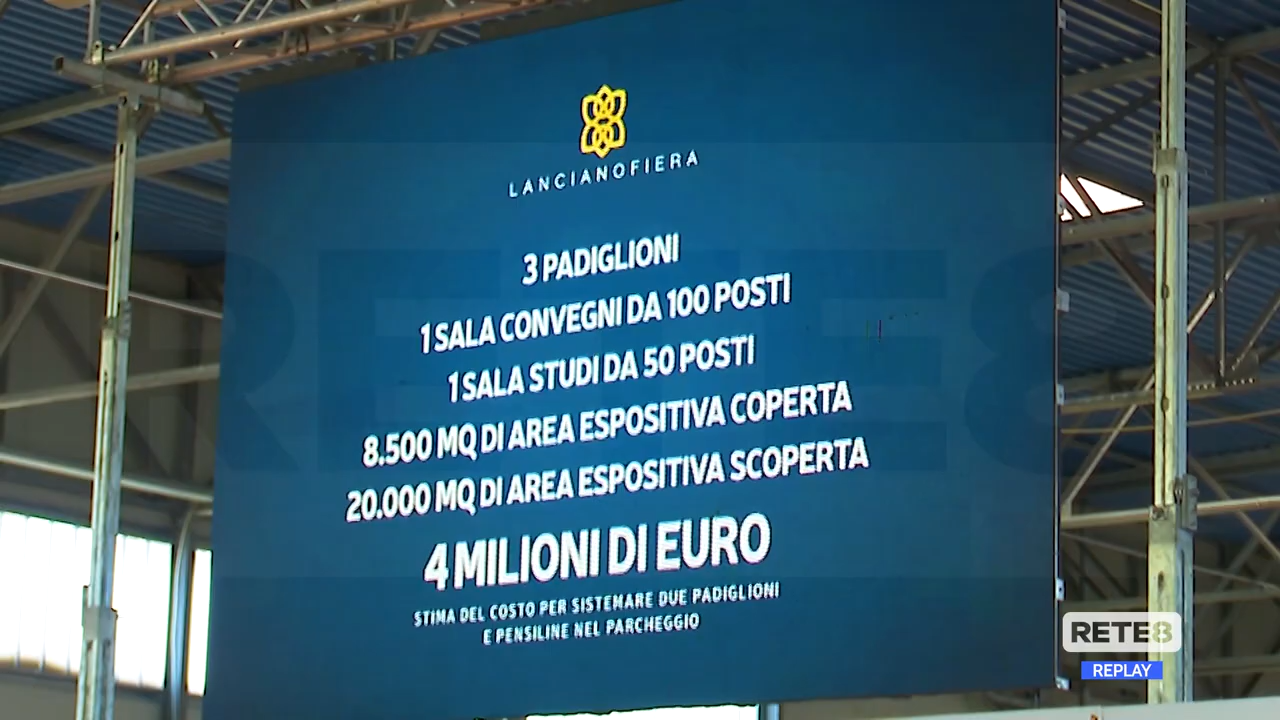 LANCIANOFIERA
3 PADIGLIONI
1 SALA CONVEGNI DA 100 POSTI
1 SALA STUDI DA 50 POSTI
8.500 MQ DI AREA ESPOSITIVA COPERTA
20.000 MQ DI AREA ESPOSITIVA SCOPERTA
4 MILIONI DI EURO
STIMA DEL COSTO PER SISTEMARE DUE PADIGLIONI
E PENSILINE NEL PARCHEGGIO
RETE8
RETE8
REPLAY